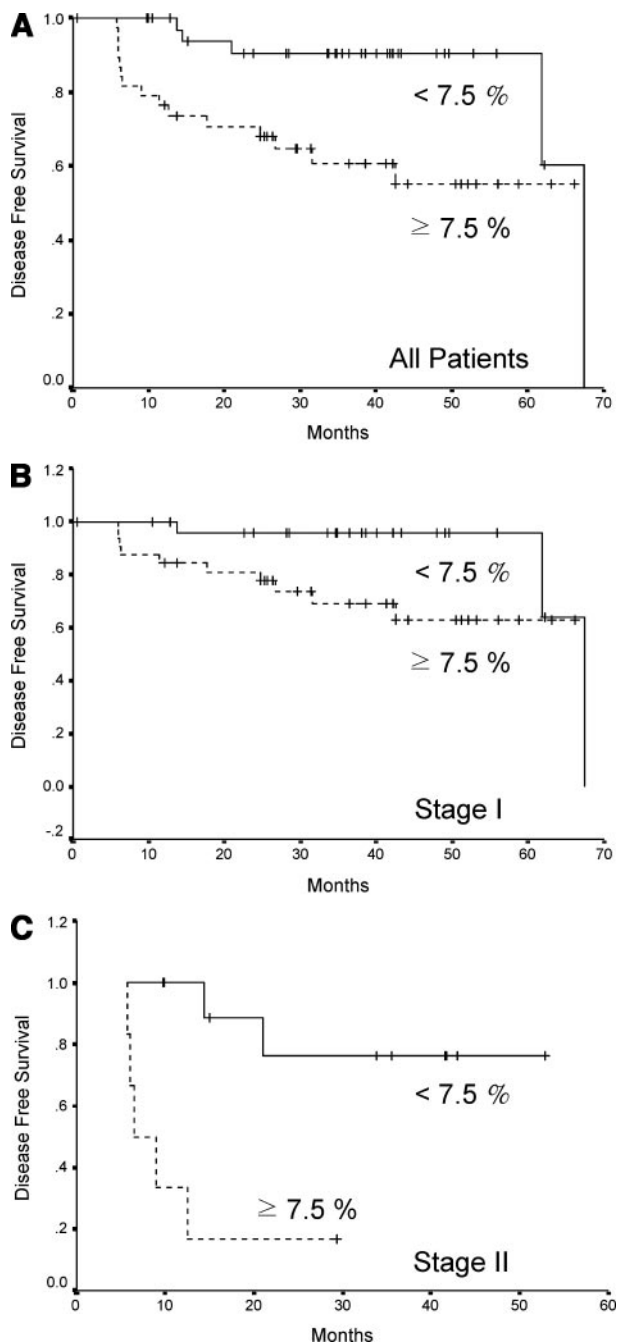 A
Disease Free Survival
1.0
.8
.6
.4
.2
0.0
< 7.5 %
≥ 7.5 %
All Patients
0 10 20 30 40 50 60 70
Months
B
Disease Free Survival
1.2
1.0
.8
.6
.4
.2
0.0
-.2
< 7.5 %
≥ 7.5 %
Stage I
0 10 20 30 40 50 60 70
Months
C
Disease Free Survival
1.2
1.0
.8
.6
.4
.2
0.0
< 7.5 %
≥ 7.5 %
Stage II
0 10 20 30 40 50 60
Months